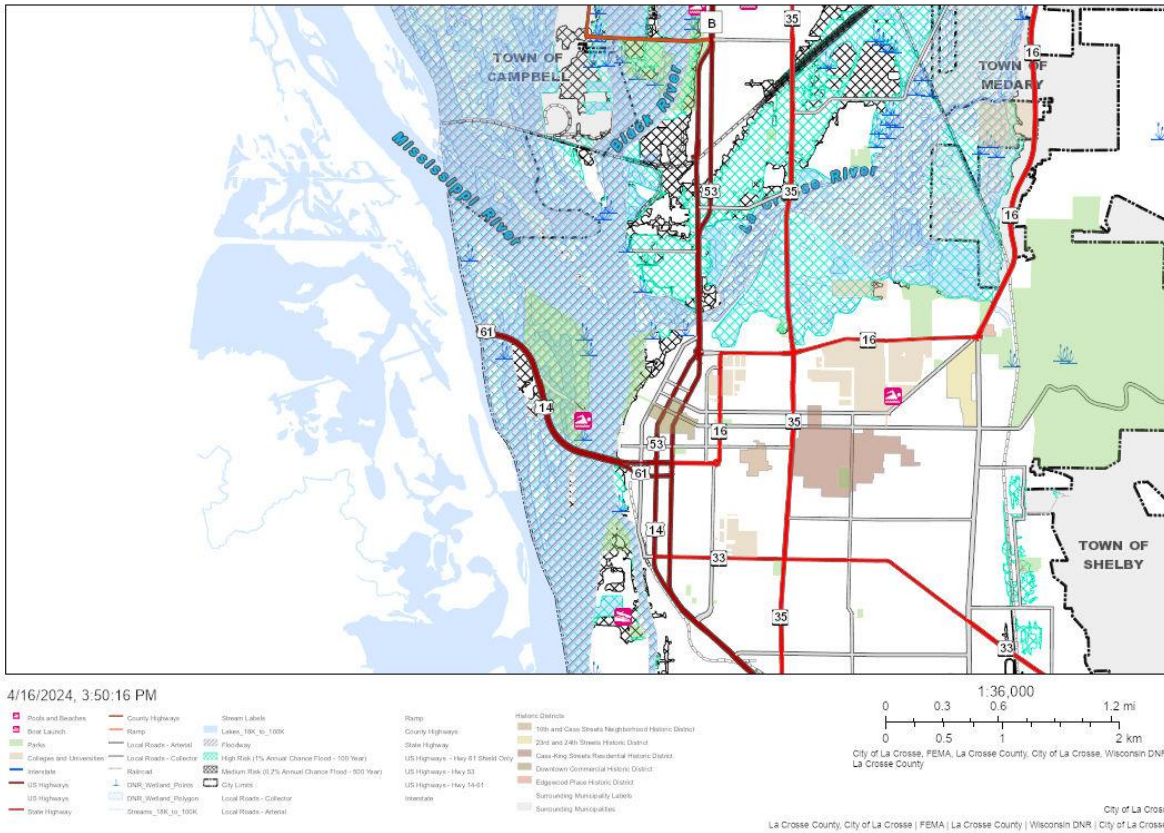 B
35
16
TOWN OF
CAMPBELL
TOWN OF
MEDARY
Black River
Mississippi River
53
35
La Crosse River
16
61
16
14
35
53
16
61
14
33
TOWN OF
SHELBY
35
33
4/16/2024, 3:50:16 PM
Pools and Beaches
Boat Launch
Parks
Colleges and Universities
Interstate
US Highways
US Highways
State Highway
County Highways
Ramp
Local Roads - Arterial
Local Roads - Collector
Railroad
DNR_Wetland_Points
DNR_Wetland_Polygon
Streams_18K_to_100K
Stream Labels
Lakes_18K_to_100K
Floodway
High Risk (1% Annual Chance Flood - 100 Year)
Medium Risk (0.2% Annual Chance Flood - 500 Year)
City Limits
Local Roads - Collector
Local Roads - Arterial
Ramp
County Highways
State Highway
US Highways - Hwy 61 Shield Only
US Highways - Hwy 53
US Highways - Hwy 14-61
Interstate
Historic Districts
10th and Cass Streets Neighborhood Historic District
23rd and 24th Streets Historic District
Cass-King Streets Residential Historic District
Downtown Commercial Historic District
Edgewood Place Historic District
Surrounding Municipality Labels
Surrounding Municipalities
1:36,000
0 0.3 0.6 1.2 mi
0 0.5 1 2 km
City of La Crosse, FEMA, La Crosse County, City of La Crosse, Wisconsin DNR
La Crosse County
City of La Cross
La Crosse County, City of La Crosse | FEMA | La Crosse County | Wisconsin DNR | City of La Crosse